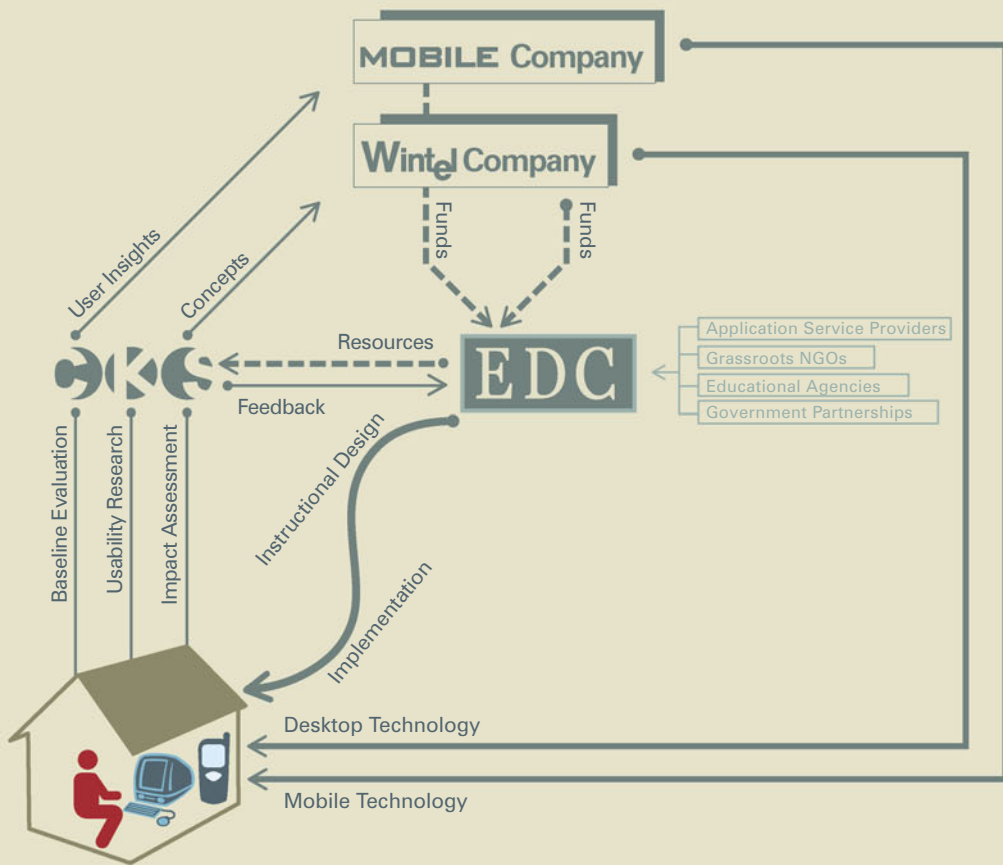 MOBILE Company
Wintel Company
Funds
Funds
User Insights
Concepts
CKS
Resources
Feedback
EDC
Application Service Providers
Grassroots NGOs
Educational Agencies
Government Partnerships
Baseline Evaluation
Usability Research
Impact Assessment
Instructional Design
Implementation
Desktop Technology
Mobile Technology